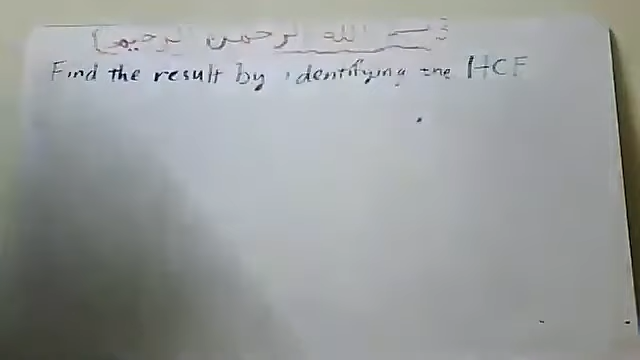 بسم الله الرحمن الرحيم
Find the result by identifying the HCF